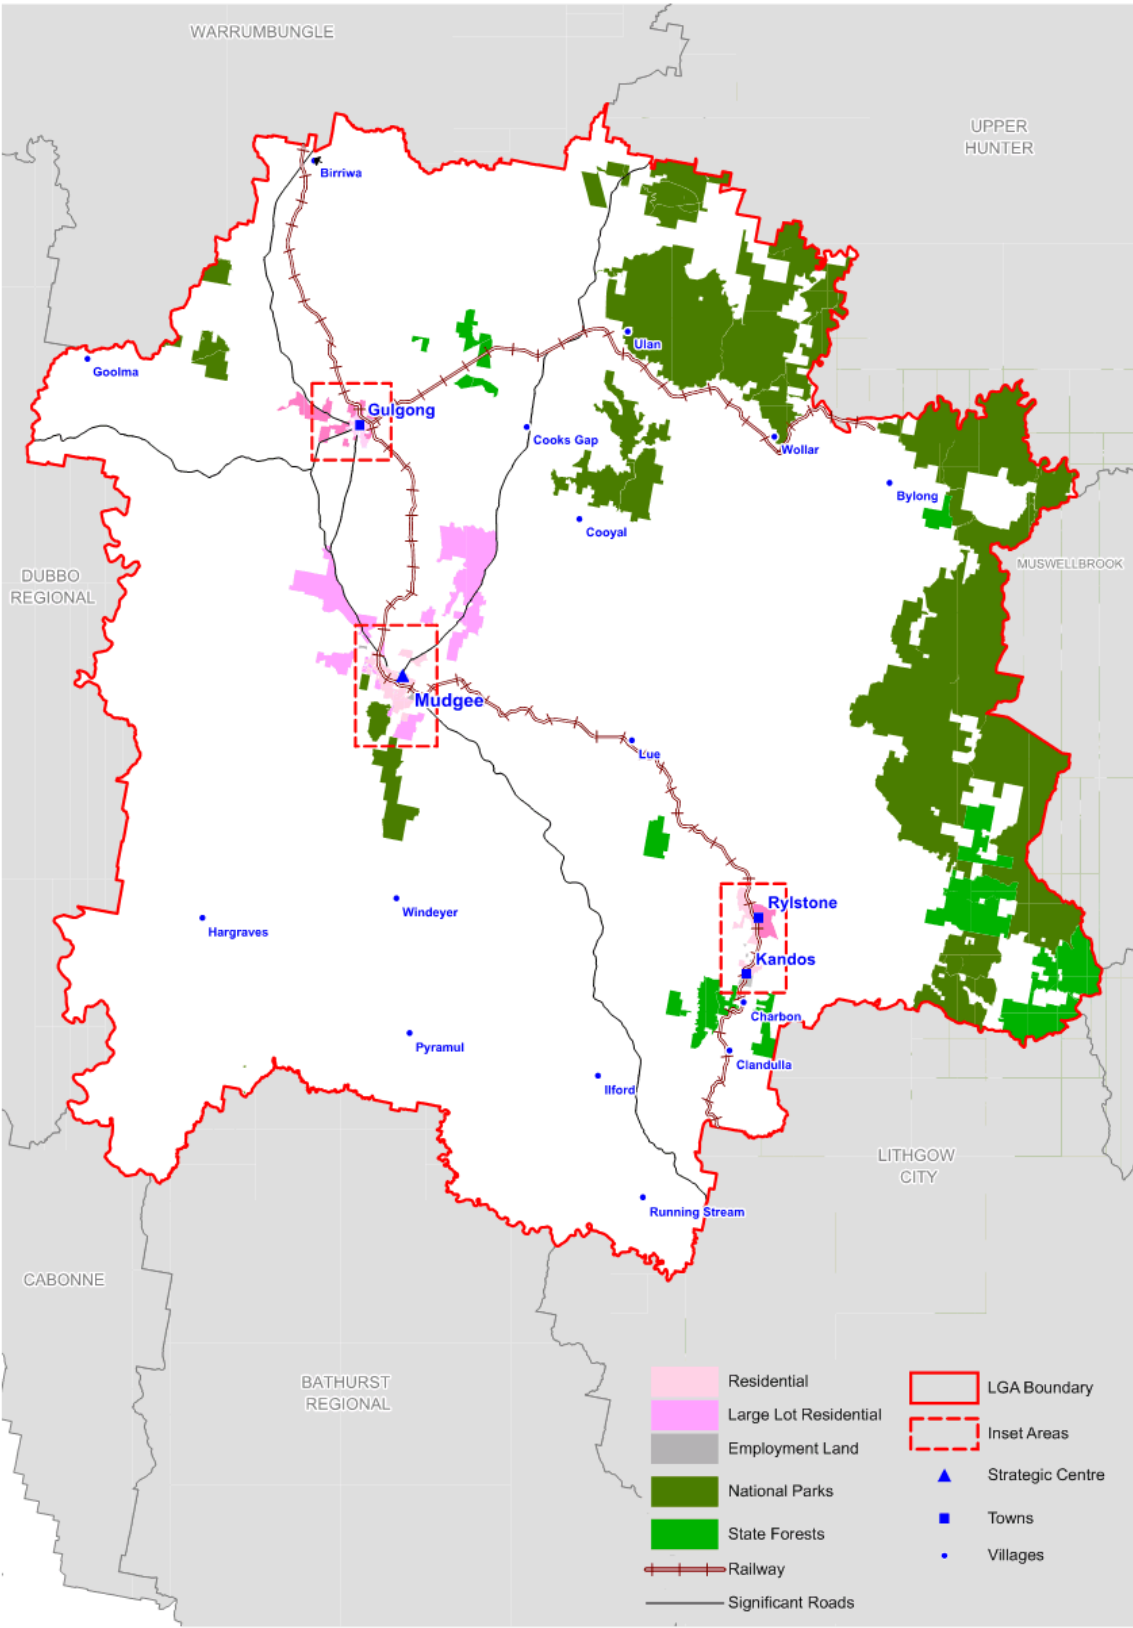 WARRUMBUNGLE
UPPER
HUNTER
Birriwa
Goolma
Ulan
Gulgong
Cooks Gap
Wollar
Bylong
Cooyal
MUSWELLBROOK
DUBBO
REGIONAL
Mudgee
Lue
Rylstone
Windeyer
Hargraves
Kandos
Charbon
Pyramul
Clandulla
Ilford
LITHGOW
CITY
Running Stream
CABONNE
BATHURST
REGIONAL
Residential
Large Lot Residential
Employment Land
National Parks
State Forests
Railway
Significant Roads
LGA Boundary
Inset Areas
Strategic Centre
Towns
Villages